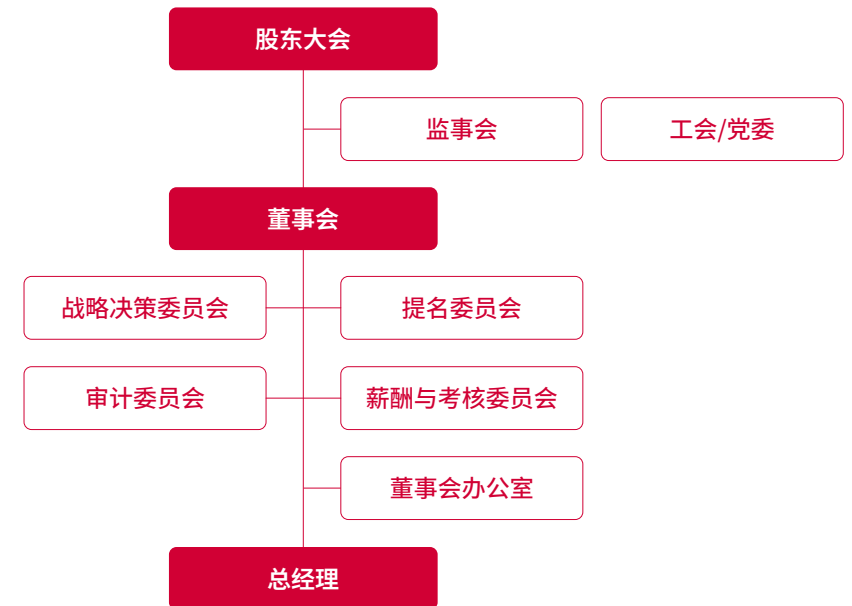 股东大会
监事会
工会/党委
董事会
战略决策委员会
提名委员会
审计委员会
薪酬与考核委员会
董事会办公室
总经理